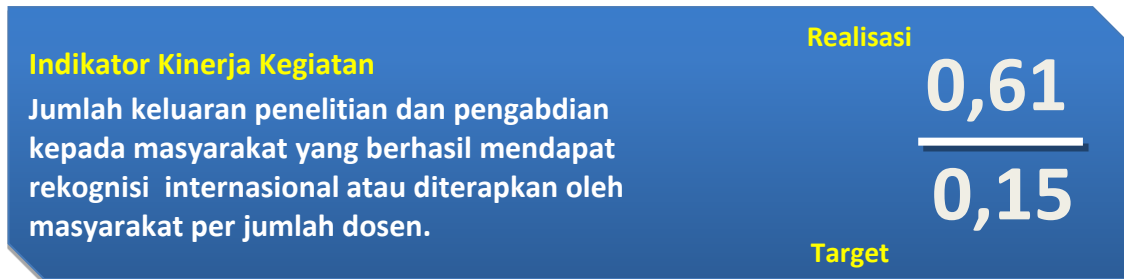 Indikator Kinerja Kegiatan
Jumlah keluaran penelitian dan pengabdian
kepada masyarakat yang berhasil mendapat
rekognisi internasional atau diterapkan oleh
masyarakat per jumlah dosen.
Realisasi
0,61
0,15
Target